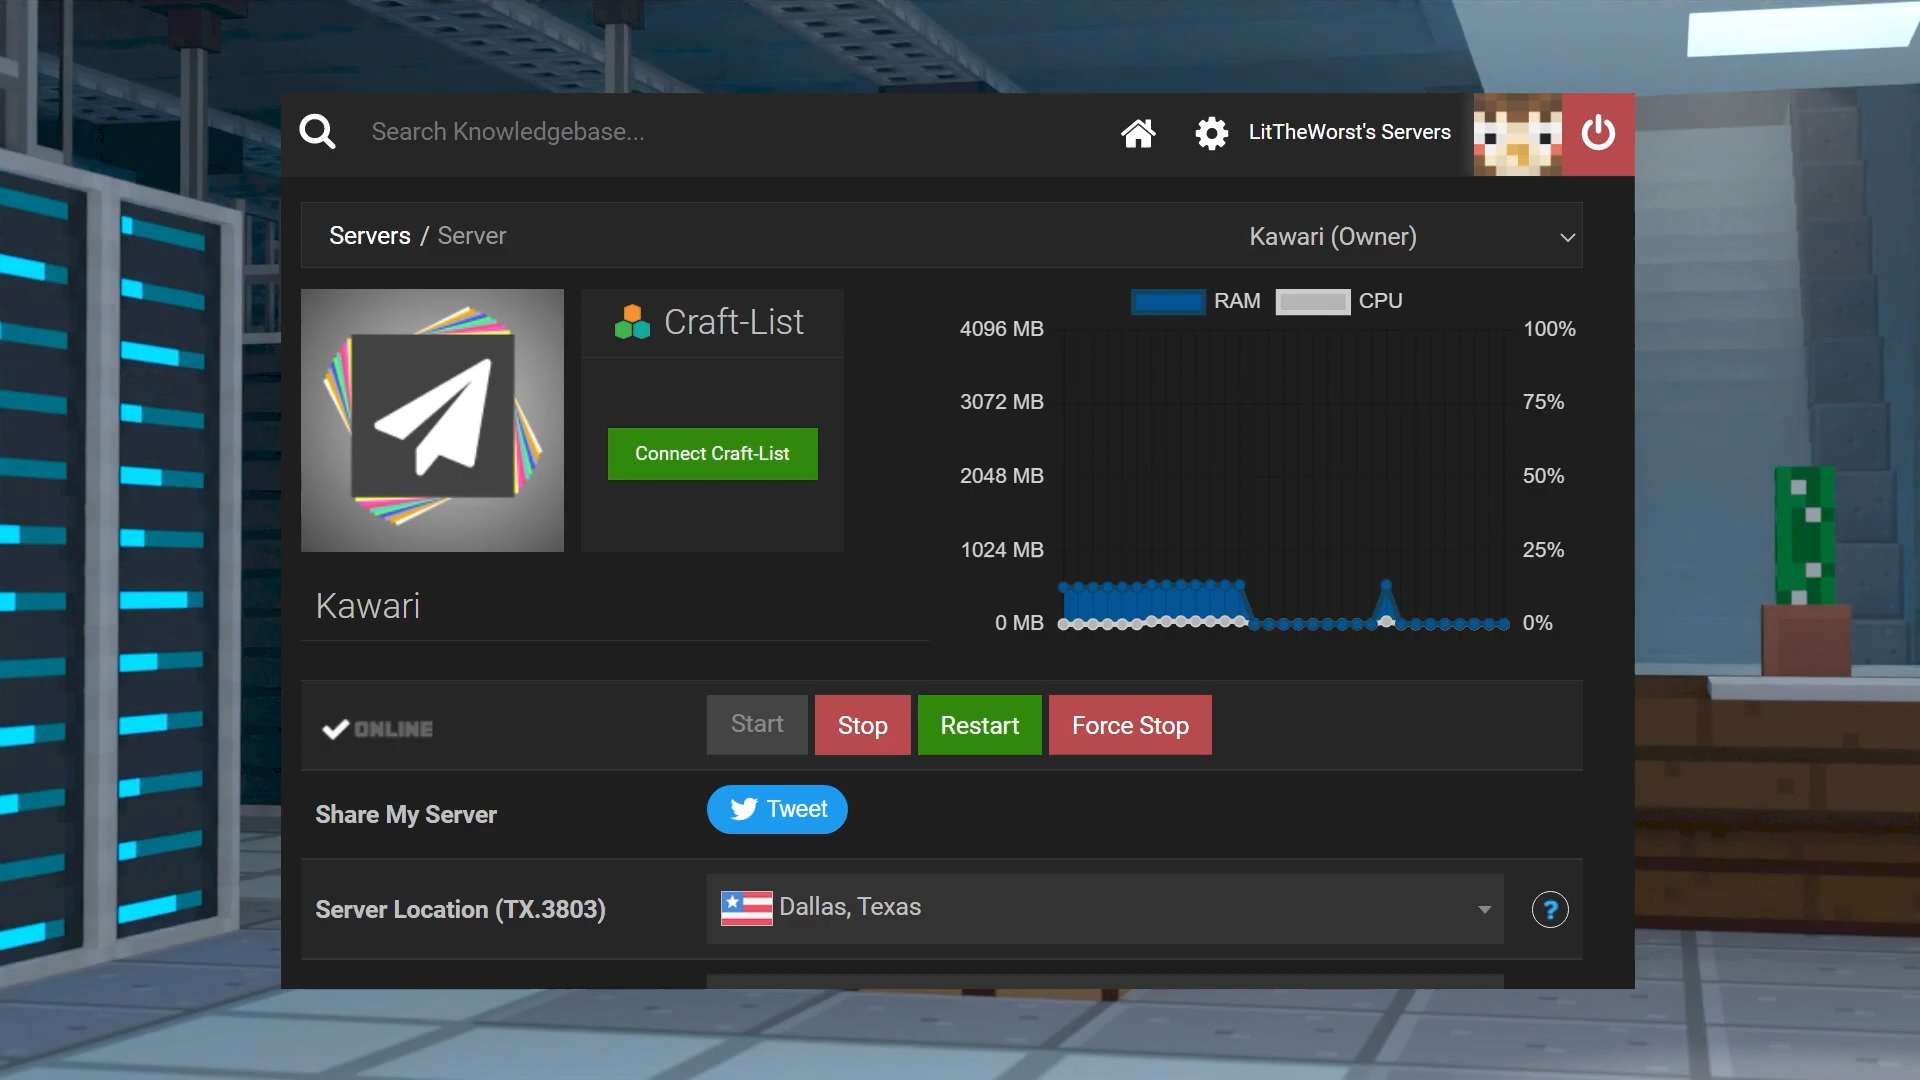 Search Knowledgebase...
LitTheWorst's Servers
Servers / Server
Kawari (Owner)
Craft-List
Connect Craft-List
Kawari
RAM
CPU
4096 MB
100%
3072 MB
75%
2048 MB
50%
1024 MB
25%
0 MB
0%
ONLINE
Start
Stop
Restart
Force Stop
Share My Server
Tweet
Server Location (TX.3803)
Dallas, Texas
?